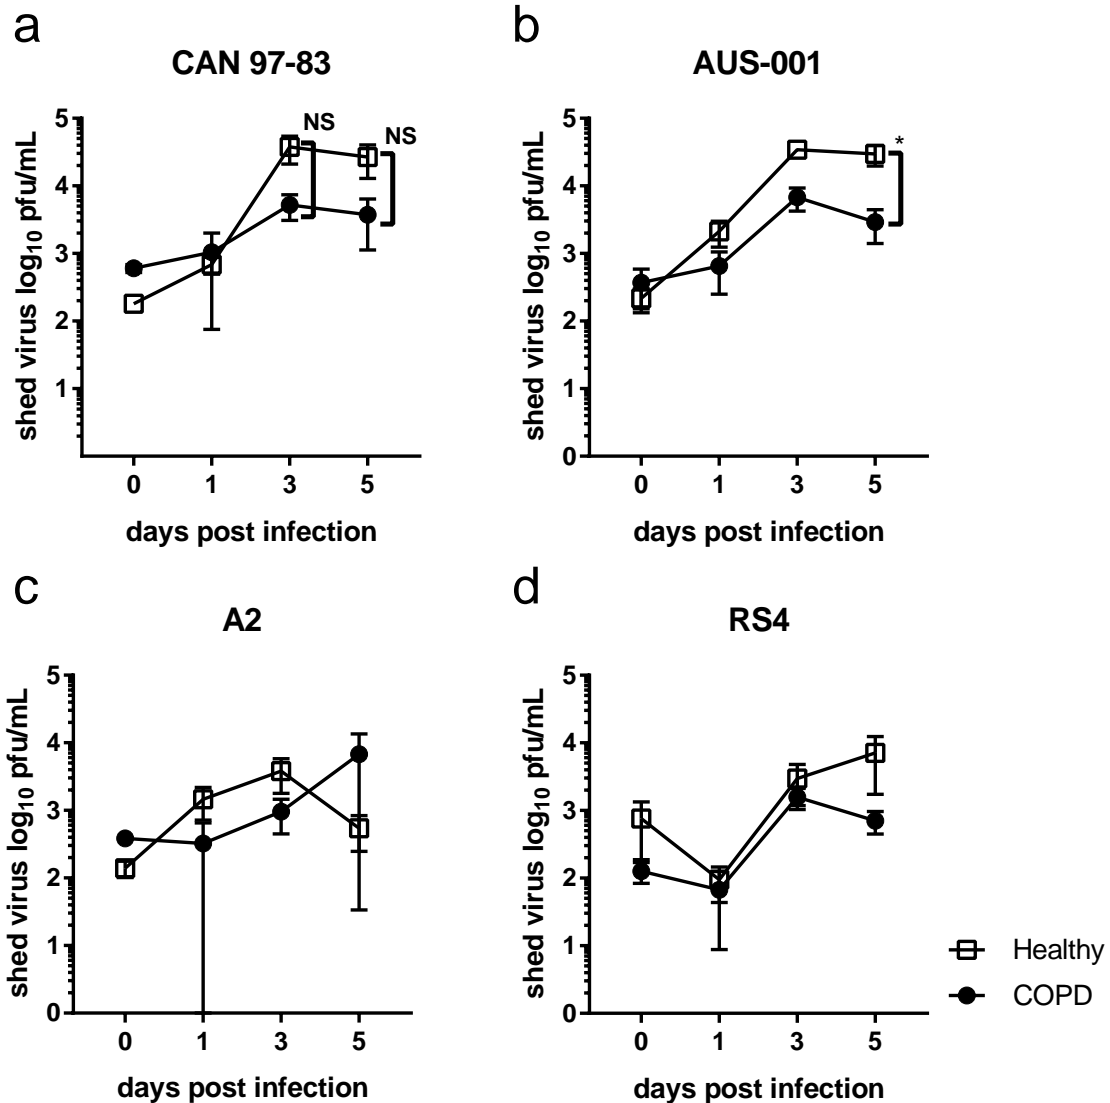 a
CAN 97-83
shed virus log10 pfu/mL
5
4
3
2
1
NS
NS
0 1 3 5
days post infection
b
AUS-001
shed virus log10 pfu/mL
5
4
3
2
1
0
*
0 1 3 5
days post infection
c
A2
shed virus log10 pfu/mL
5
4
3
2
1
0
0 1 3 5
days post infection
d
RS4
shed virus log10 pfu/mL
5
4
3
2
1
0
0 1 3 5
days post infection
Healthy
COPD